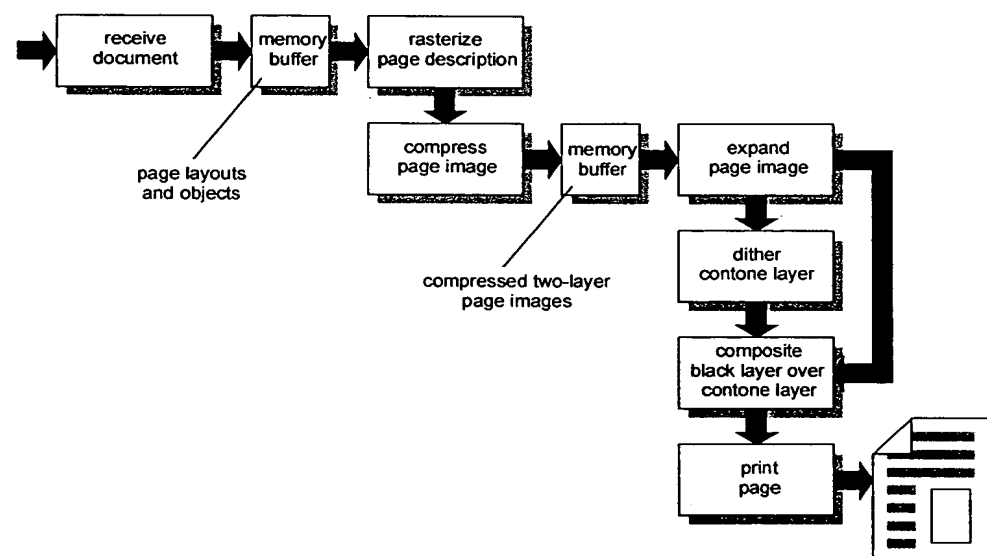 receive
document
memory
buffer
rasterize
page description
page layouts
and objects
compress
page image
memory
buffer
expand
page image
compressed two-layer
page images
dither
contone layer
composite
black layer over
contone layer
print
page